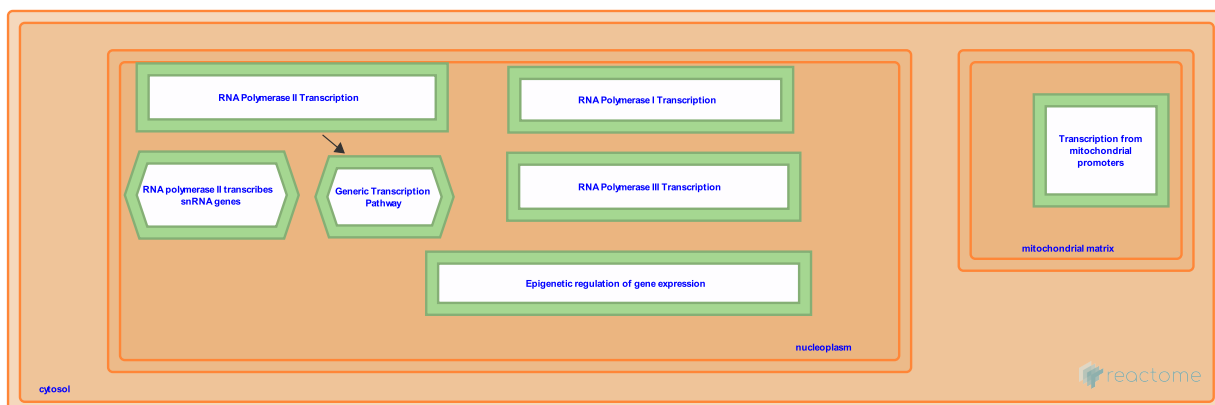 RNA Polymerase II Transcription
RNA Polymerase I Transcription
Transcription from
mitochondrial
promoters
RNA polymerase II transcribes
snRNA genes
Generic Transcription
Pathway
RNA Polymerase III Transcription
mitochondrial matrix
Epigenetic regulation of gene expression
nucleoplasm
cytosol
reactome